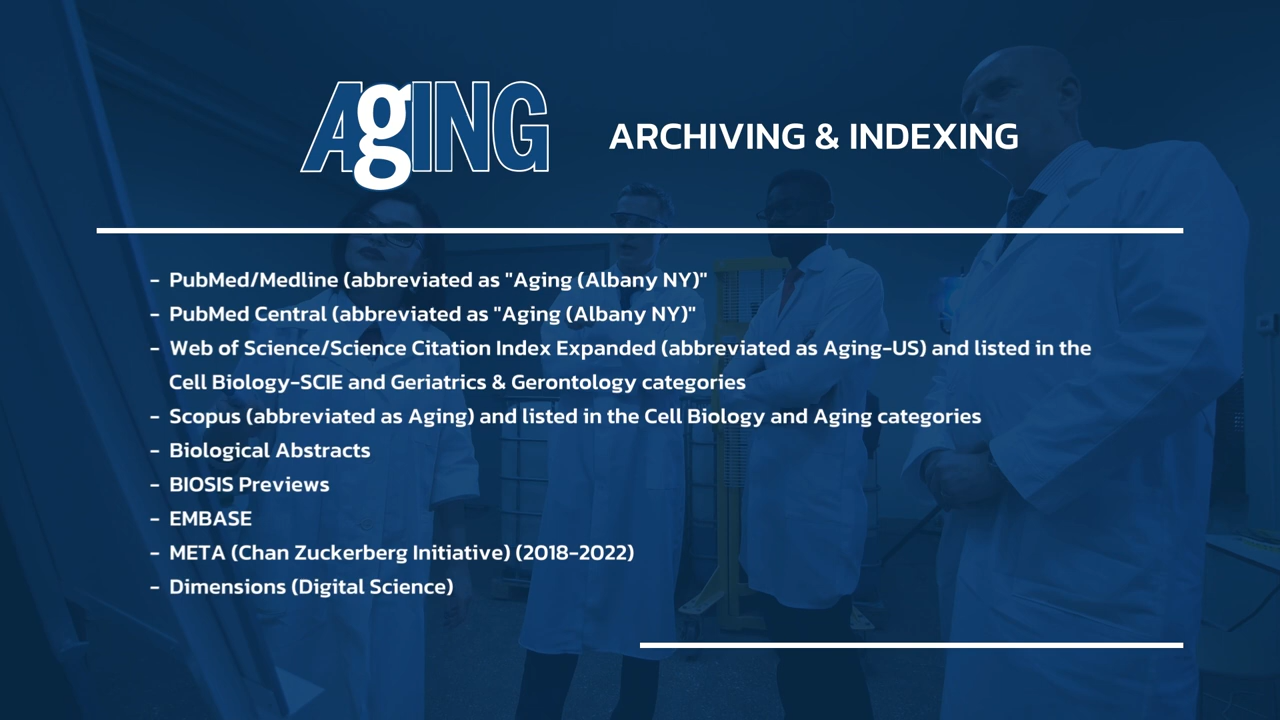 AgING
ARCHIVING & INDEXING
- PubMed/Medline (abbreviated as "Aging (Albany NY)"
- PubMed Central (abbreviated as "Aging (Albany NY)"
- Web of Science/Science Citation Index Expanded (abbreviated as Aging-US) and listed in the
Cell Biology-SCIE and Geriatrics & Gerontology categories
- Scopus (abbreviated as Aging) and listed in the Cell Biology and Aging categories
- Biological Abstracts
- BIOSIS Previews
- EMBASE
- META (Chan Zuckerberg Initiative) (2018-2022)
- Dimensions (Digital Science)